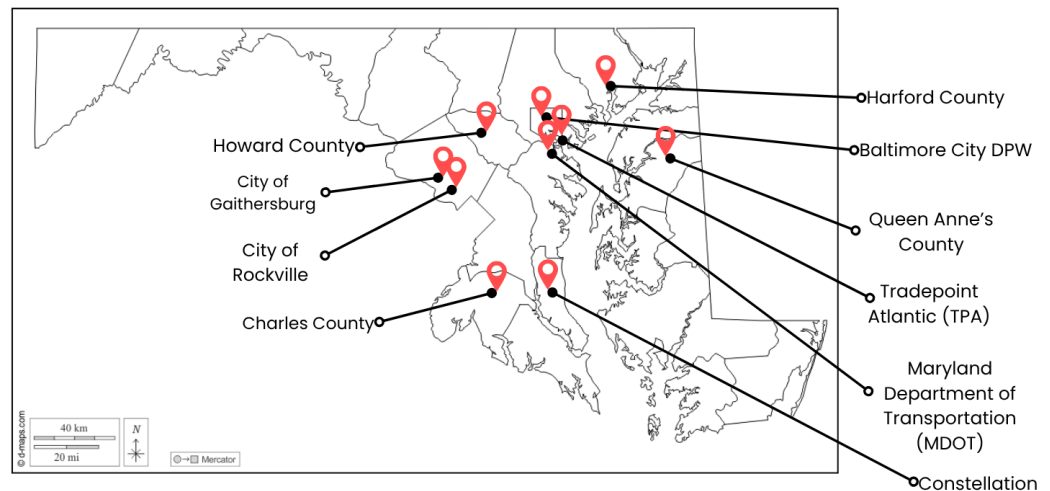 Harford County
Howard County
Baltimore City DPW
City of
Gaithersburg
Queen Anne's
County
City of
Rockville
Tradepoint
Atlantic (TPA)
Charles County
Maryland
Department of
Transportation
(MDOT)
Constellation
© d-maps.com
40 km
20 mi
N
Mercator